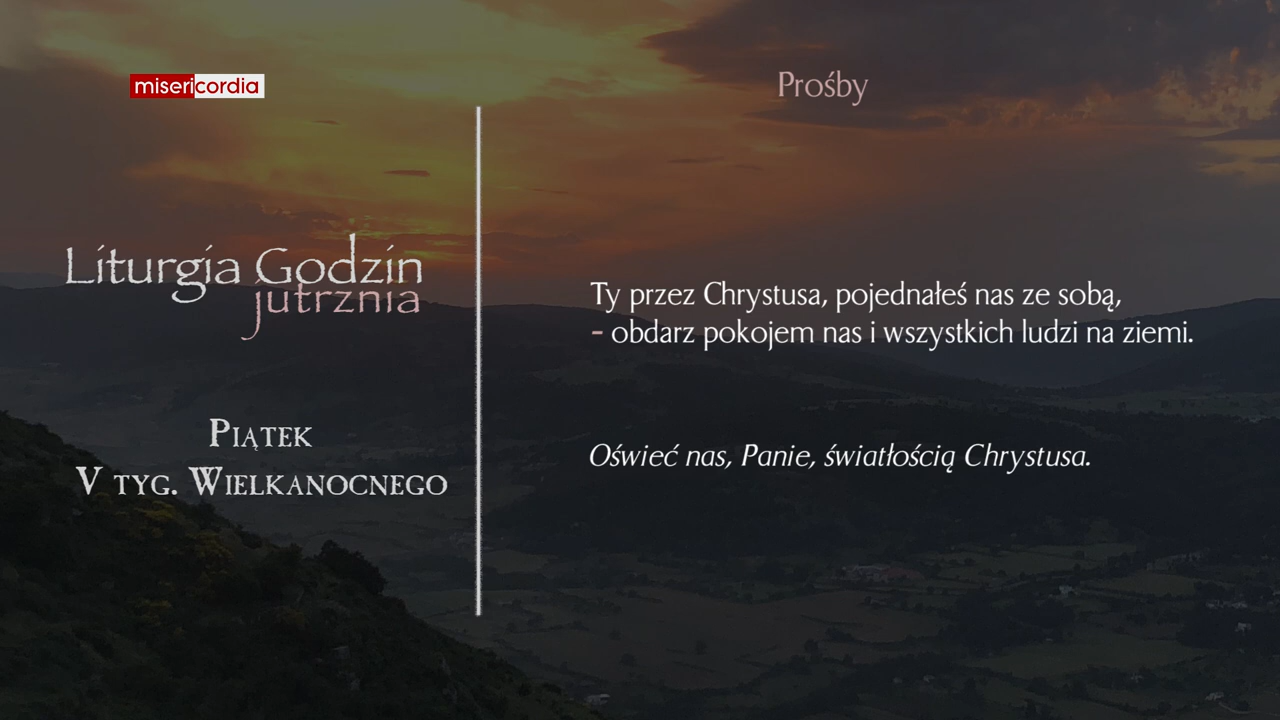 misericordia
Liturgia Godzin
jutrznia
Piątek
V tyg. Wielkanocnego
Prośby
Ty przez Chrystusa, pojednałeś nas ze sobą,
- obdarz pokojem nas i wszystkich ludzi na ziemi.
Oświeć nas, Panie, światłością Chrystusa.